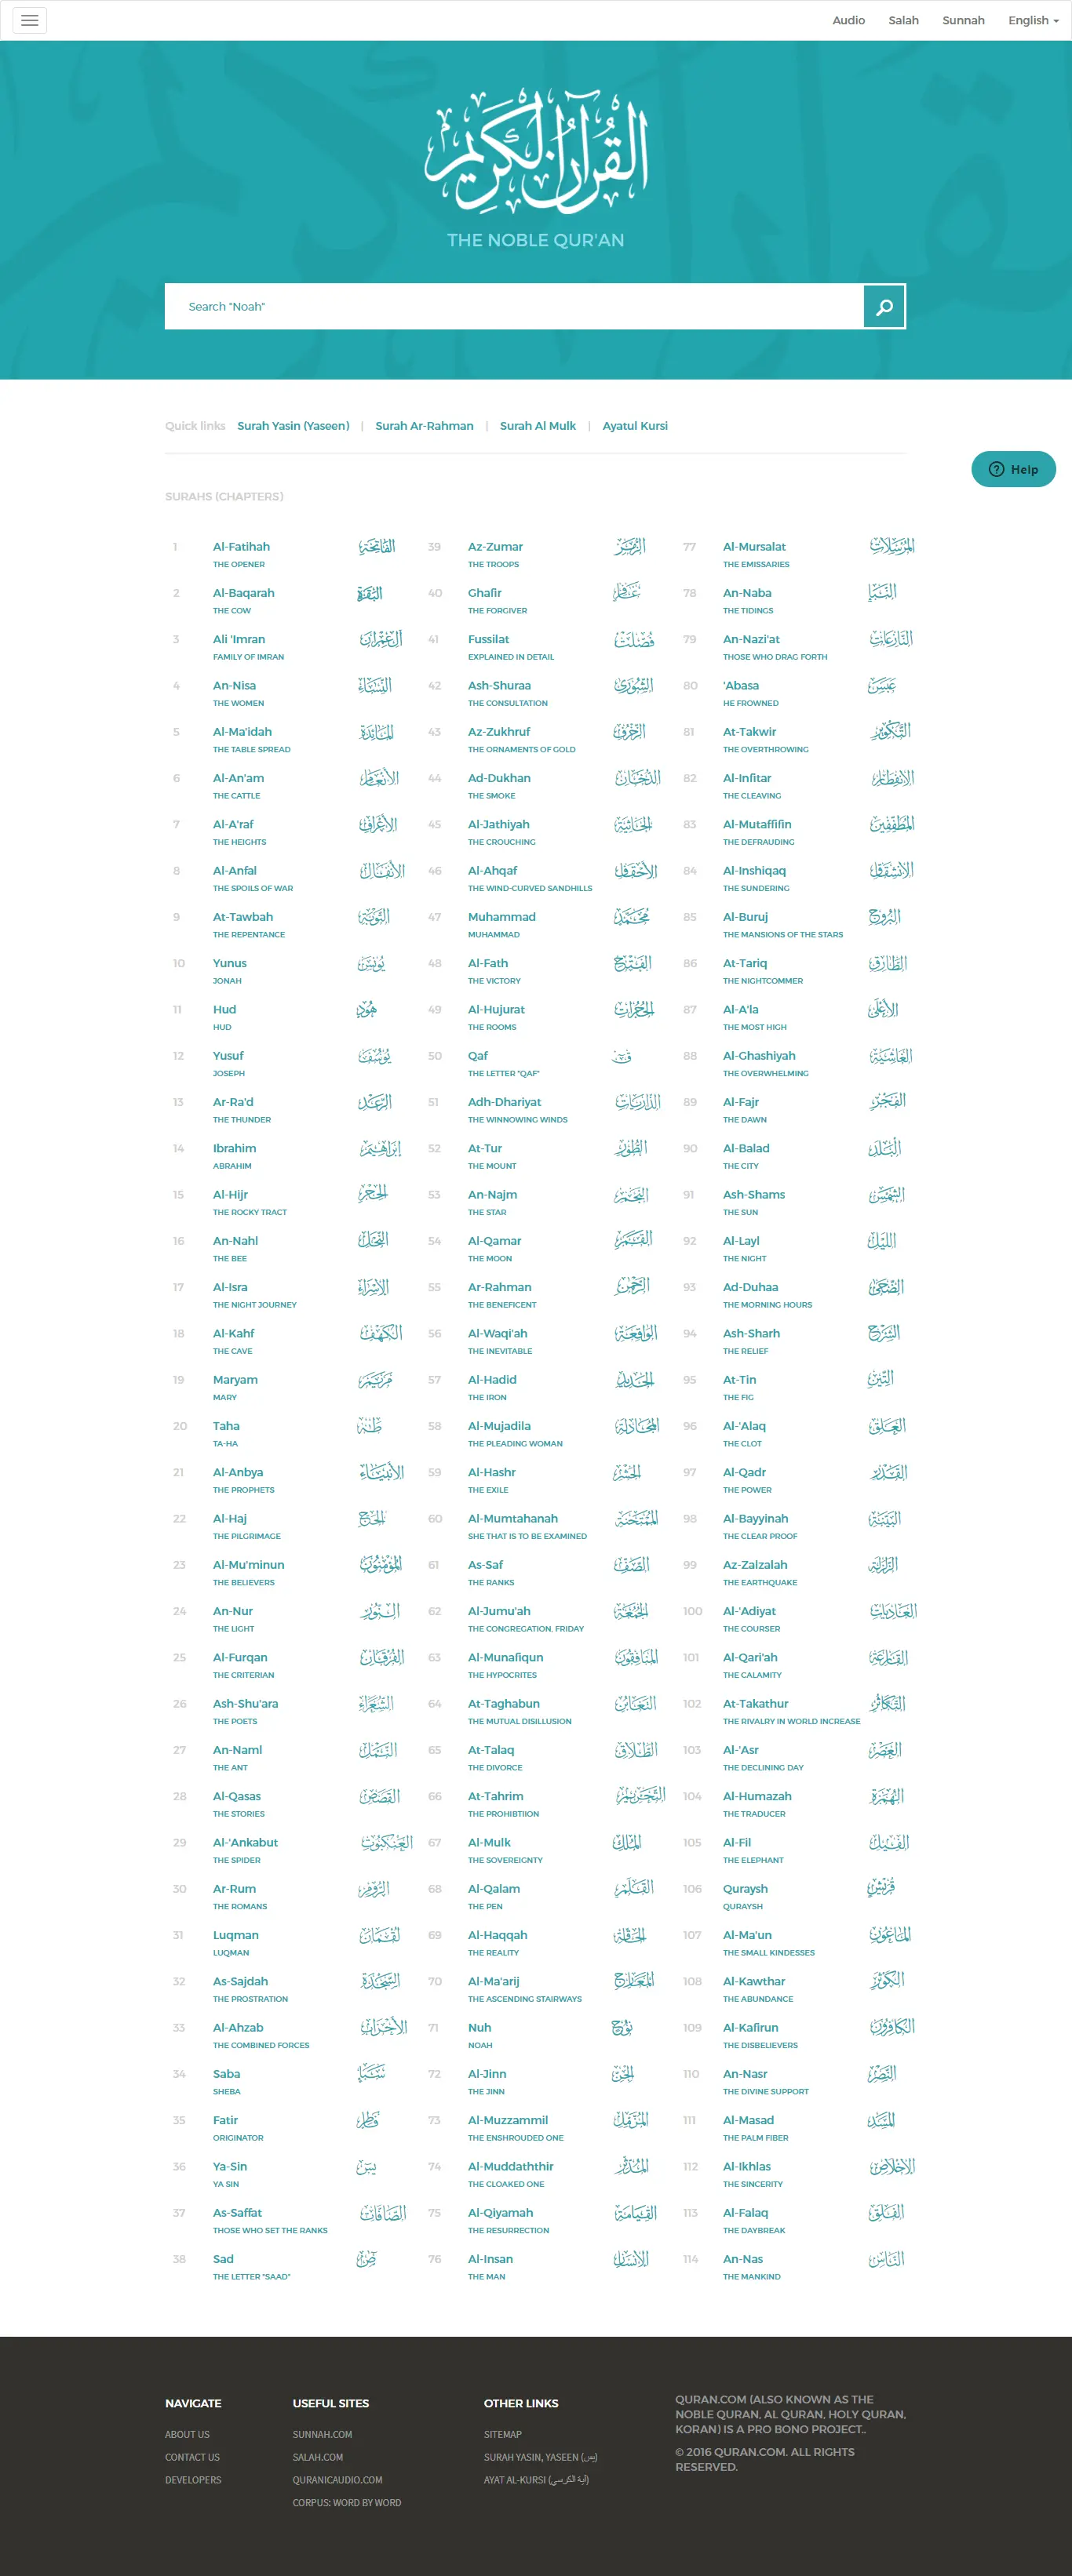 Audio Salah Sunnah English
القرآن الكريم
THE NOBLE QUR'AN
Search "Noah"
Quick links Surah Yasin (Yaseen) | Surah Ar-Rahman | Surah Al Mulk | Ayatul Kursi
Help
SURAHS (CHAPTERS)
1 Al-Fatihah الفاتحة
THE OPENER
2 Al-Baqarah البقرة
THE COW
3 Ali 'Imran آل عمران
FAMILY OF IMRAN
4 An-Nisa النساء
THE WOMEN
5 Al-Ma'idah المائدة
THE TABLE SPREAD
6 Al-An'am الأنعام
THE CATTLE
7 Al-A'raf الأعراف
THE HEIGHTS
8 Al-Anfal الأنفال
THE SPOILS OF WAR
9 At-Tawbah التوبة
THE REPENTANCE
10 Yunus يونس
JONAH
11 Hud هود
HUD
12 Yusuf يوسف
JOSEPH
13 Ar-Ra'd الرعد
THE THUNDER
14 Ibrahim إبراهيم
ABRAHIM
15 Al-Hijr الحجر
THE ROCKY TRACT
16 An-Nahl النحل
THE BEE
17 Al-Isra الإسراء
THE NIGHT JOURNEY
18 Al-Kahf الكهف
THE CAVE
19 Maryam مريم
MARY
20 Taha طه
TA-HA
21 Al-Anbya الأنبياء
THE PROPHETS
22 Al-Haj الحج
THE PILGRIMAGE
23 Al-Mu'minun المؤمنون
THE BELIEVERS
24 An-Nur النور
THE LIGHT
25 Al-Furqan الفرقان
THE CRITERIAN
26 Ash-Shu'ara الشعراء
THE POETS
27 An-Naml النمل
THE ANT
28 Al-Qasas القصص
THE STORIES
29 Al-'Ankabut العنكبوت
THE SPIDER
30 Ar-Rum الروم
THE ROMANS
31 Luqman لقمان
LUQMAN
32 As-Sajdah السجدة
THE PROSTRATION
33 Al-Ahzab الأحزاب
THE COMBINED FORCES
34 Saba سبأ
SHEBA
35 Fatir فاطر
ORIGINATOR
36 Ya-Sin يس
YA SIN
37 As-Saffat الصافات
THOSE WHO SET THE RANKS
38 Sad ص
THE LETTER "SAAD"
39 Az-Zumar الزمر
THE TROOPS
40 Ghafir غافر
THE FORGIVER
41 Fussilat فصلت
EXPLAINED IN DETAIL
42 Ash-Shuraa الشورى
THE CONSULTATION
43 Az-Zukhruf الزخرف
THE ORNAMENTS OF GOLD
44 Ad-Dukhan الدخان
THE SMOKE
45 Al-Jathiyah الجاثية
THE CROUCHING
46 Al-Ahqaf الأحقاف
THE WIND-CURVED SANDHILLS
47 Muhammad محمد
MUHAMMAD
48 Al-Fath الفتح
THE VICTORY
49 Al-Hujurat الحجرات
THE ROOMS
50 Qaf ق
THE LETTER "QAF"
51 Adh-Dhariyat الذاريات
THE WINNOWING WINDS
52 At-Tur الطور
THE MOUNT
53 An-Najm النجم
THE STAR
54 Al-Qamar القمر
THE MOON
55 Ar-Rahman الرحمن
THE BENEFICENT
56 Al-Waqi'ah الواقعة
THE INEVITABLE
57 Al-Hadid الحديد
THE IRON
58 Al-Mujadila المجادلة
THE PLEADING WOMAN
59 Al-Hashr الحشر
THE EXILE
60 Al-Mumtahanah الممتحنة
SHE THAT IS TO BE EXAMINED
61 As-Saf الصف
THE RANKS
62 Al-Jumu'ah الجمعة
THE CONGREGATION, FRIDAY
63 Al-Munafiqun المنافقون
THE HYPOCRITES
64 At-Taghabun التغابن
THE MUTUAL DISILLUSION
65 At-Talaq الطلاق
THE DIVORCE
66 At-Tahrim التحريم
THE PROHIBTIION
67 Al-Mulk الملك
THE SOVEREIGNTY
68 Al-Qalam القلم
THE PEN
69 Al-Haqqah الحاقة
THE REALITY
70 Al-Ma'arij المعارج
THE ASCENDING STAIRWAYS
71 Nuh نوح
NOAH
72 Al-Jinn الجن
THE JINN
73 Al-Muzzammil المزمل
THE ENSHROUDED ONE
74 Al-Muddaththir المدثر
THE CLOAKED ONE
75 Al-Qiyamah القيامة
THE RESURRECTION
76 Al-Insan الإنسان
THE MAN
77 Al-Mursalat المرسلات
THE EMISSARIES
78 An-Naba النبإ
THE TIDINGS
79 An-Nazi'at النازعات
THOSE WHO DRAG FORTH
80 'Abasa عبس
HE FROWNED
81 At-Takwir التكوير
THE OVERTHROWING
82 Al-Infitar الانفطار
THE CLEAVING
83 Al-Mutaffifin المطففين
THE DEFRAUDING
84 Al-Inshiqaq الانشقاق
THE SUNDERING
85 Al-Buruj البروج
THE MANSIONS OF THE STARS
86 At-Tariq الطارق
THE NIGHTCOMMER
87 Al-A'la الأعلى
THE MOST HIGH
88 Al-Ghashiyah الغاشية
THE OVERWHELMING
89 Al-Fajr الفجر
THE DAWN
90 Al-Balad البلد
THE CITY
91 Ash-Shams الشمس
THE SUN
92 Al-Layl الليل
THE NIGHT
93 Ad-Duhaa الضحى
THE MORNING HOURS
94 Ash-Sharh الشرح
THE RELIEF
95 At-Tin التين
THE FIG
96 Al-'Alaq العلق
THE CLOT
97 Al-Qadr القدر
THE POWER
98 Al-Bayyinah البينة
THE CLEAR PROOF
99 Az-Zalzalah الزلزلة
THE EARTHQUAKE
100 Al-'Adiyat العاديات
THE COURSER
101 Al-Qari'ah القارعة
THE CALAMITY
102 At-Takathur التكاثر
THE RIVALRY IN WORLD INCREASE
103 Al-'Asr العصر
THE DECLINING DAY
104 Al-Humazah الهمزة
THE TRADUCER
105 Al-Fil الفيل
THE ELEPHANT
106 Quraysh قريش
QURAYSH
107 Al-Ma'un الماعون
THE SMALL KINDESSES
108 Al-Kawthar الكوثر
THE ABUNDANCE
109 Al-Kafirun الكافرون
THE DISBELIEVERS
110 An-Nasr النصر
THE DIVINE SUPPORT
111 Al-Masad المسد
THE PALM FIBER
112 Al-Ikhlas الإخلاص
THE SINCERITY
113 Al-Falaq الفلق
THE DAYBREAK
114 An-Nas الناس
THE MANKIND
NAVIGATE
ABOUT US
CONTACT US
DEVELOPERS
USEFUL SITES
SUNNAH.COM
SALAH.COM
QURANICAUDIO.COM
CORPUS: WORD BY WORD
OTHER LINKS
SITEMAP
SURAH YASIN, YASEEN (يس)
AYAT AL-KURSI (آية الكرسي)
QURAN.COM (ALSO KNOWN AS THE
NOBLE QURAN, AL QURAN, HOLY QURAN,
KORAN) IS A PRO BONO PROJECT..
© 2016 QURAN.COM. ALL RIGHTS
RESERVED.